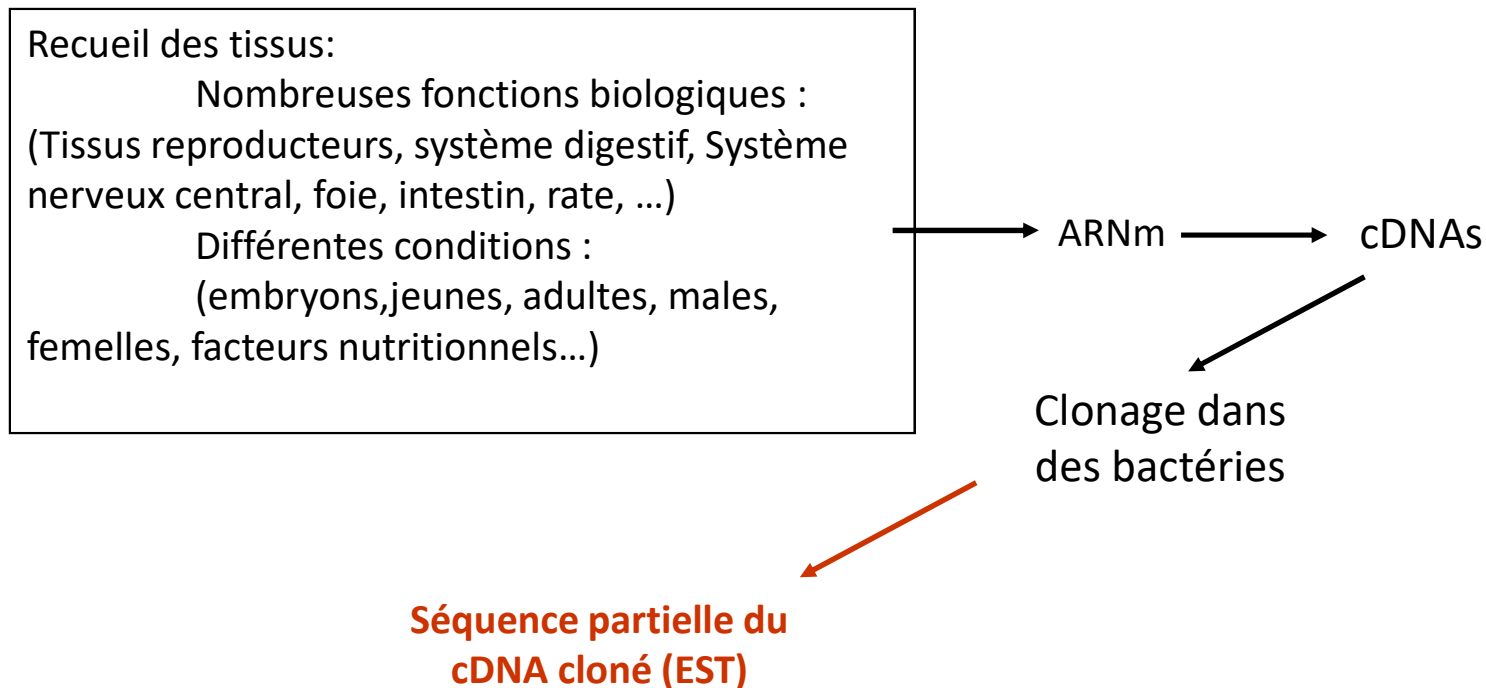 Recueil des tissus:
Nombreuses fonctions biologiques :
(Tissus reproducteurs, système digestif, Système
nerveux central, foie, intestin, rate, …)
Différentes conditions :
(embryons,jeunes, adultes, males,
femelles, facteurs nutritionnels…)
ARNm
cDNAs
Clonage dans
des bactéries
Séquence partielle du
cDNA cloné (EST)